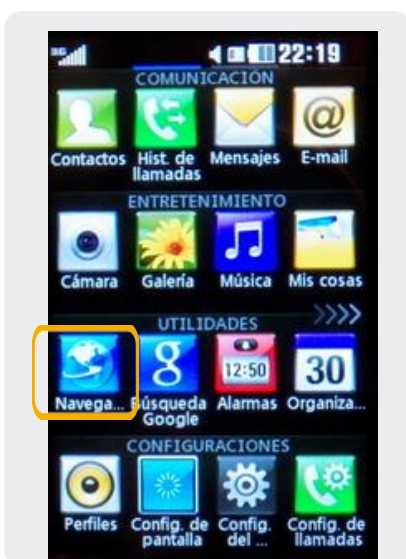 3G 22:19
COMUNICACIÓN
Contactos Hist. de llamadas Mensajes E-mail
@
ENTRETENIMIENTO
Cámara Galería Música Mis cosas
UTILIDADES >>>>
g 12:50 30
Navega... Búsqueda Google Alarmas Organiza...
CONFIGURACIONES
Perfiles Config. de pantalla Config. del ... Config. de llamadas